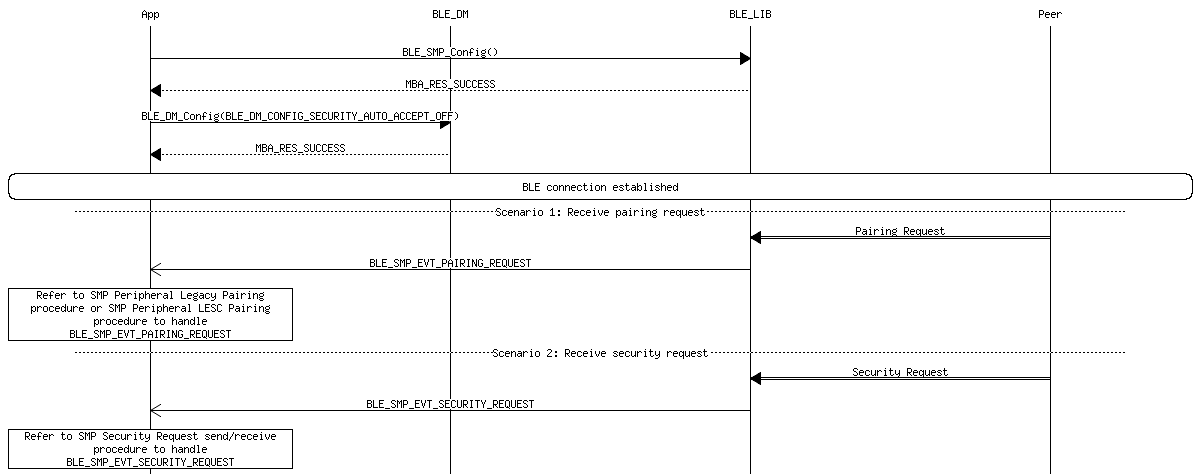 App BLE_DM BLE_LIB Peer
BLE_SMP_Config()
MBA_RES_SUCCESS
BLE_DM_Config(BLE_DM_CONFIG_SECURITY_AUTO_ACCEPT_OFF)
MBA_RES_SUCCESS
BLE connection established
Scenario 1: Receive pairing request
Pairing Request
BLE_SMP_EVT_PAIRING_REQUEST
Refer to SMP Peripheral Legacy Pairing
procedure or SMP Peripheral LESC Pairing
procedure to handle
BLE_SMP_EVT_PAIRING_REQUEST
Scenario 2: Receive security request
Security Request
BLE_SMP_EVT_SECURITY_REQUEST
Refer to SMP Security Request send/receive
procedure to handle
BLE_SMP_EVT_SECURITY_REQUEST